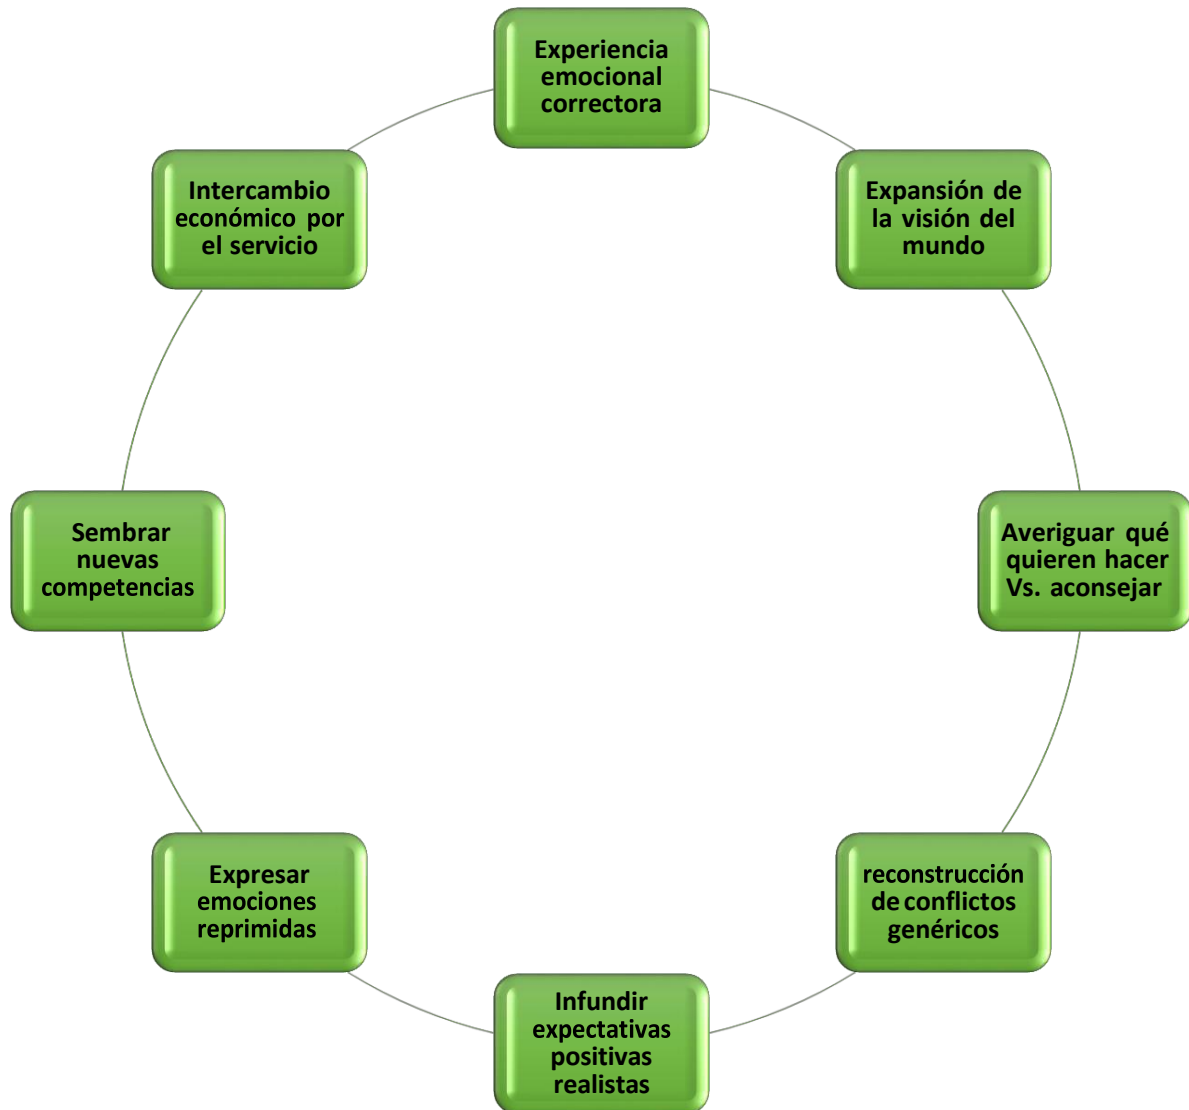 Experiencia
emocional
correctora
Expansión de
la visión del
mundo
Averiguar qué
quieren hacer
Vs. aconsejar
reconstrucción
de conflictos
genéricos
Infundir
expectativas
positivas
realistas
Expresar
emociones
reprimidas
Sembrar
nuevas
competencias
Intercambio
económico por
el servicio